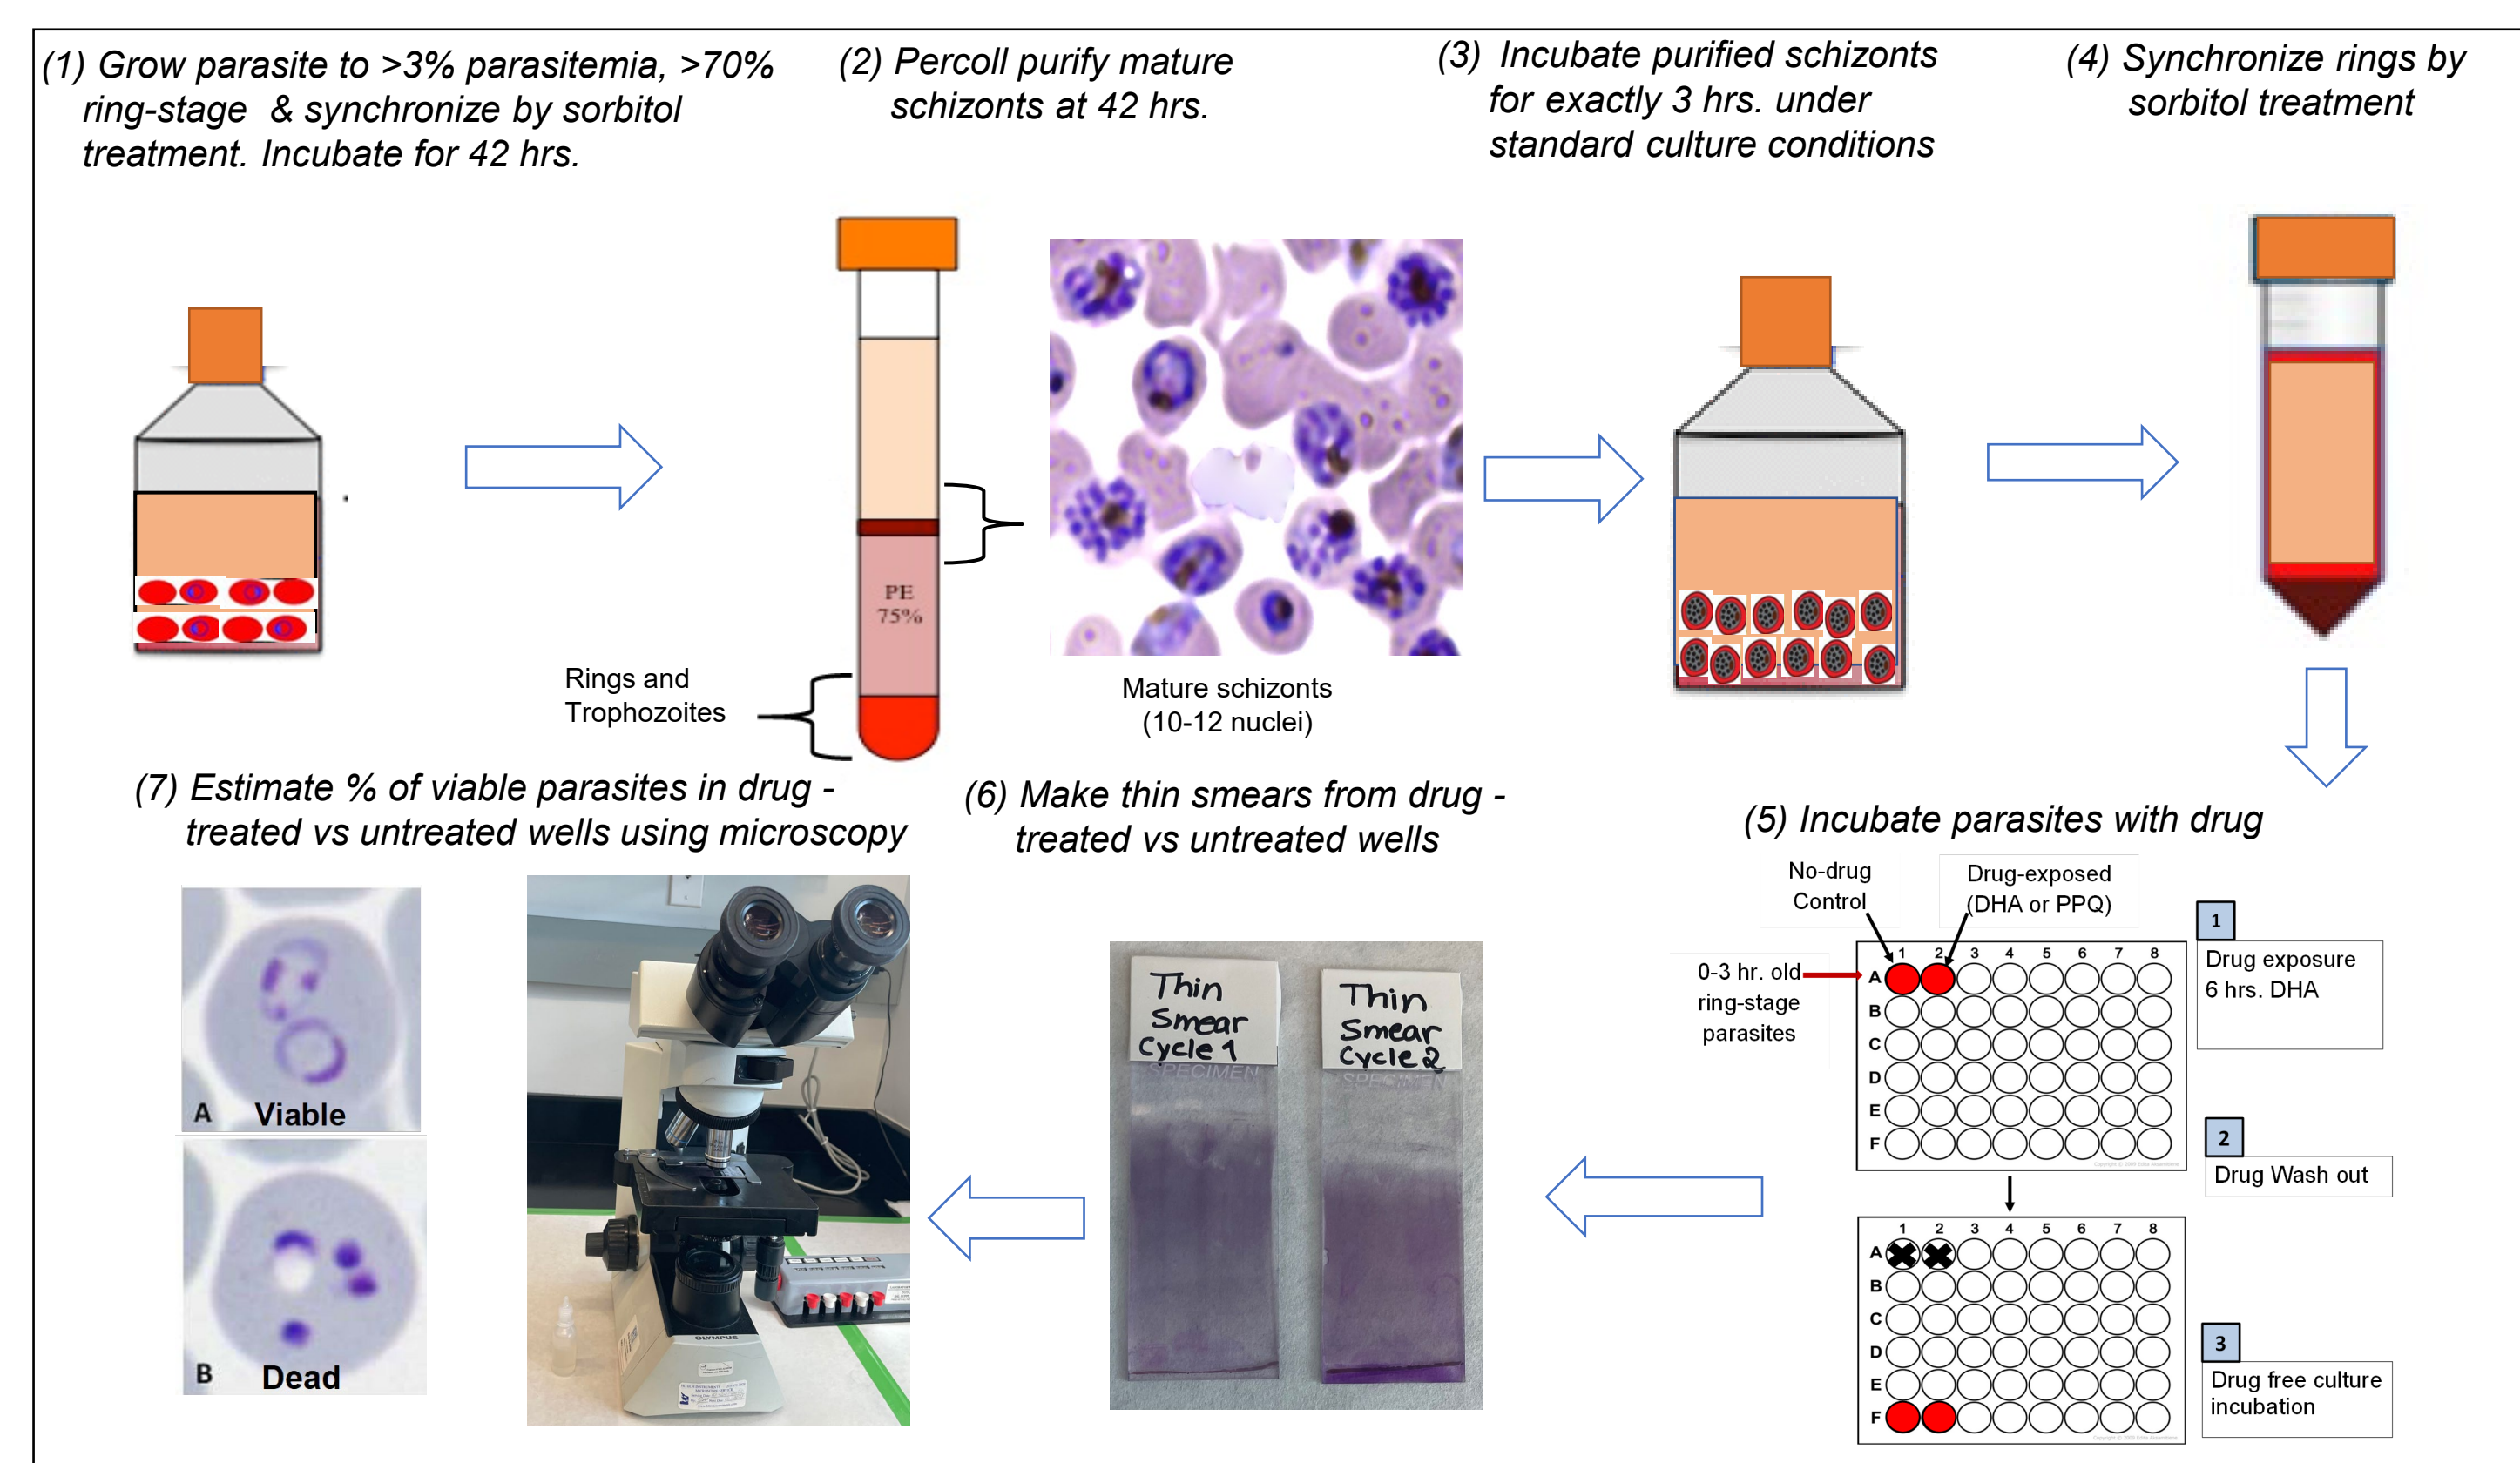 (1) Grow parasite to >3% parasitemia, >70%
ring-stage & synchronize by sorbitol
treatment. Incubate for 42 hrs.
(2) Percoll purify mature
schizonts at 42 hrs.
(3) Incubate purified schizonts
for exactly 3 hrs. under
standard culture conditions
(4) Synchronize rings by
sorbitol treatment
PE
75%
Rings and
Trophozoites
Mature schizonts
(10-12 nuclei)
(5) Incubate parasites with drug
No-drug
Control
Drug-exposed
(DHA or PPQ)
0-3 hr. old
ring-stage
parasites
1 2 3 4 5 6 7 8
A
B
C
D
E
F
1
Drug exposure
6 hrs. DHA
2
Drug Wash out
1 2 3 4 5 6 7 8
A
B
C
D
E
F
3
Drug free culture
incubation
(6) Make thin smears from drug -
treated vs untreated wells
Thin
Smear
Cycle 1
SPECIMEN
Thin
Smear
Cycle 2
SPECIMEN
(7) Estimate % of viable parasites in drug -
treated vs untreated wells using microscopy
A Viable
B Dead
OLYMPUS